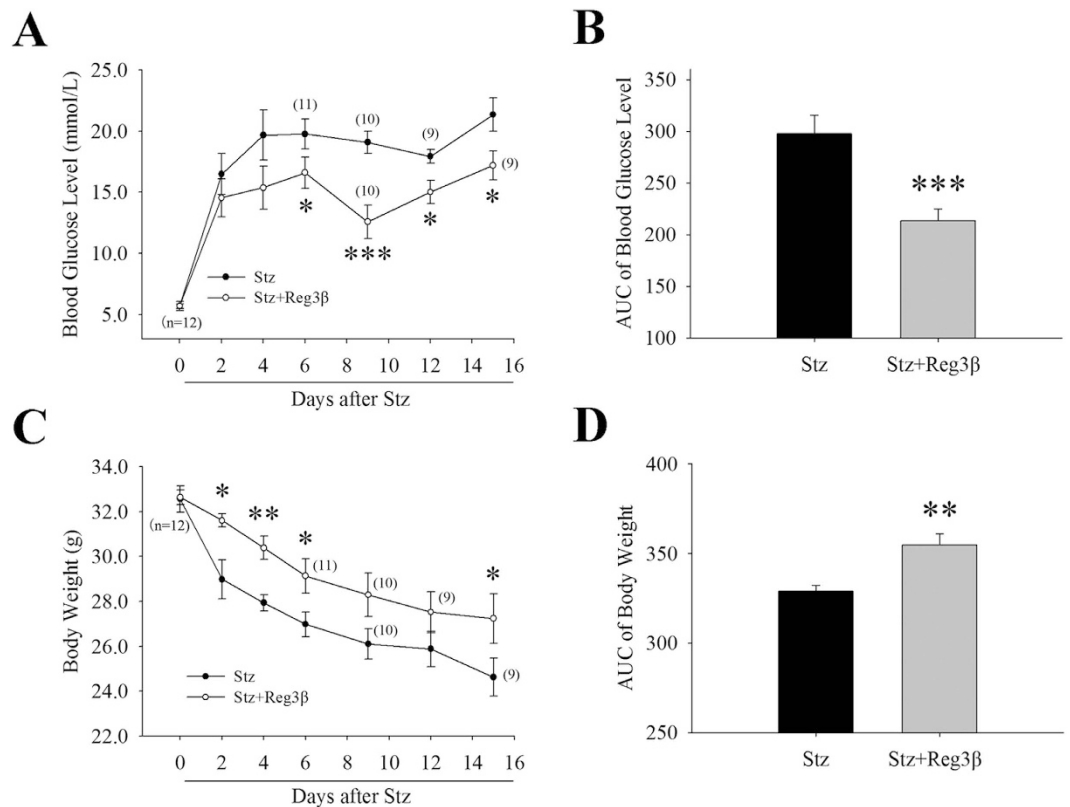 A
Blood Glucose Level (mmol/L)
25.0
20.0
15.0
10.0
5.0
(11)
(10)
(9)
(10)
(9)
*
***
*
*
Stz
Stz+Reg3β
(n=12)
0 2 4 6 8 10 12 14 16
Days after Stz
B
AUC of Blood Glucose Level
350
300
250
200
150
100
***
Stz Stz+Reg3β
C
Body Weight (g)
34.0
32.0
30.0
28.0
26.0
24.0
22.0
(n=12)
*
**
*
*
(11)
(10)
(9)
(10)
(9)
Stz
Stz+Reg3β
0 2 4 6 8 10 12 14 16
Days after Stz
D
AUC of Body Weight
400
350
300
250
**
Stz Stz+Reg3β